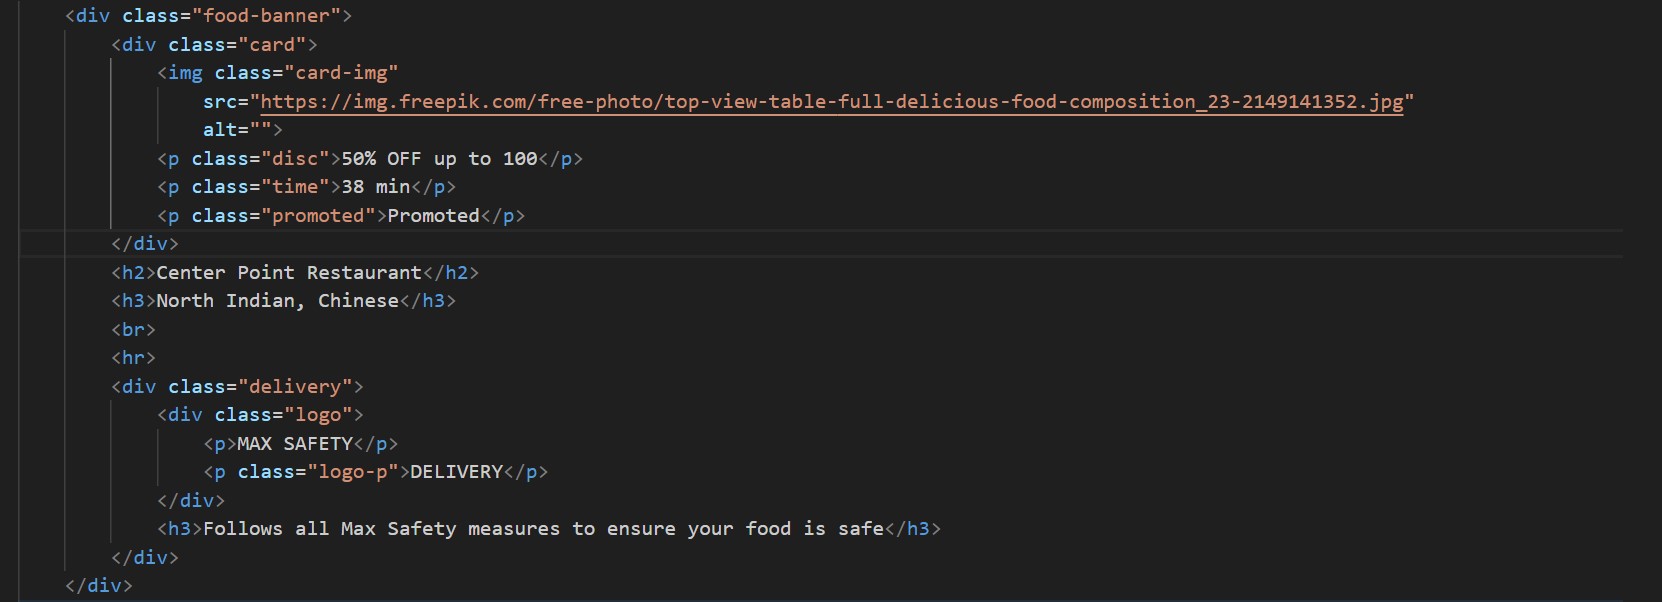 <div class="food-banner">
<div class="card">
<img class="card-img"
src="https://img.freepik.com/free-photo/top-view-table-full-delicious-food-composition_23-2149141352.jpg"
alt="">
<p class="disc">50% OFF up to 100</p>
<p class="time">38 min</p>
<p class="promoted">Promoted</p>
</div>
<h2>Center Point Restaurant</h2>
<h3>North Indian, Chinese</h3>
<br>
<hr>
<div class="delivery">
<div class="logo">
<p>MAX SAFETY</p>
<p class="logo-p">DELIVERY</p>
</div>
<h3>Follows all Max Safety measures to ensure your food is safe</h3>
</div>
</div>